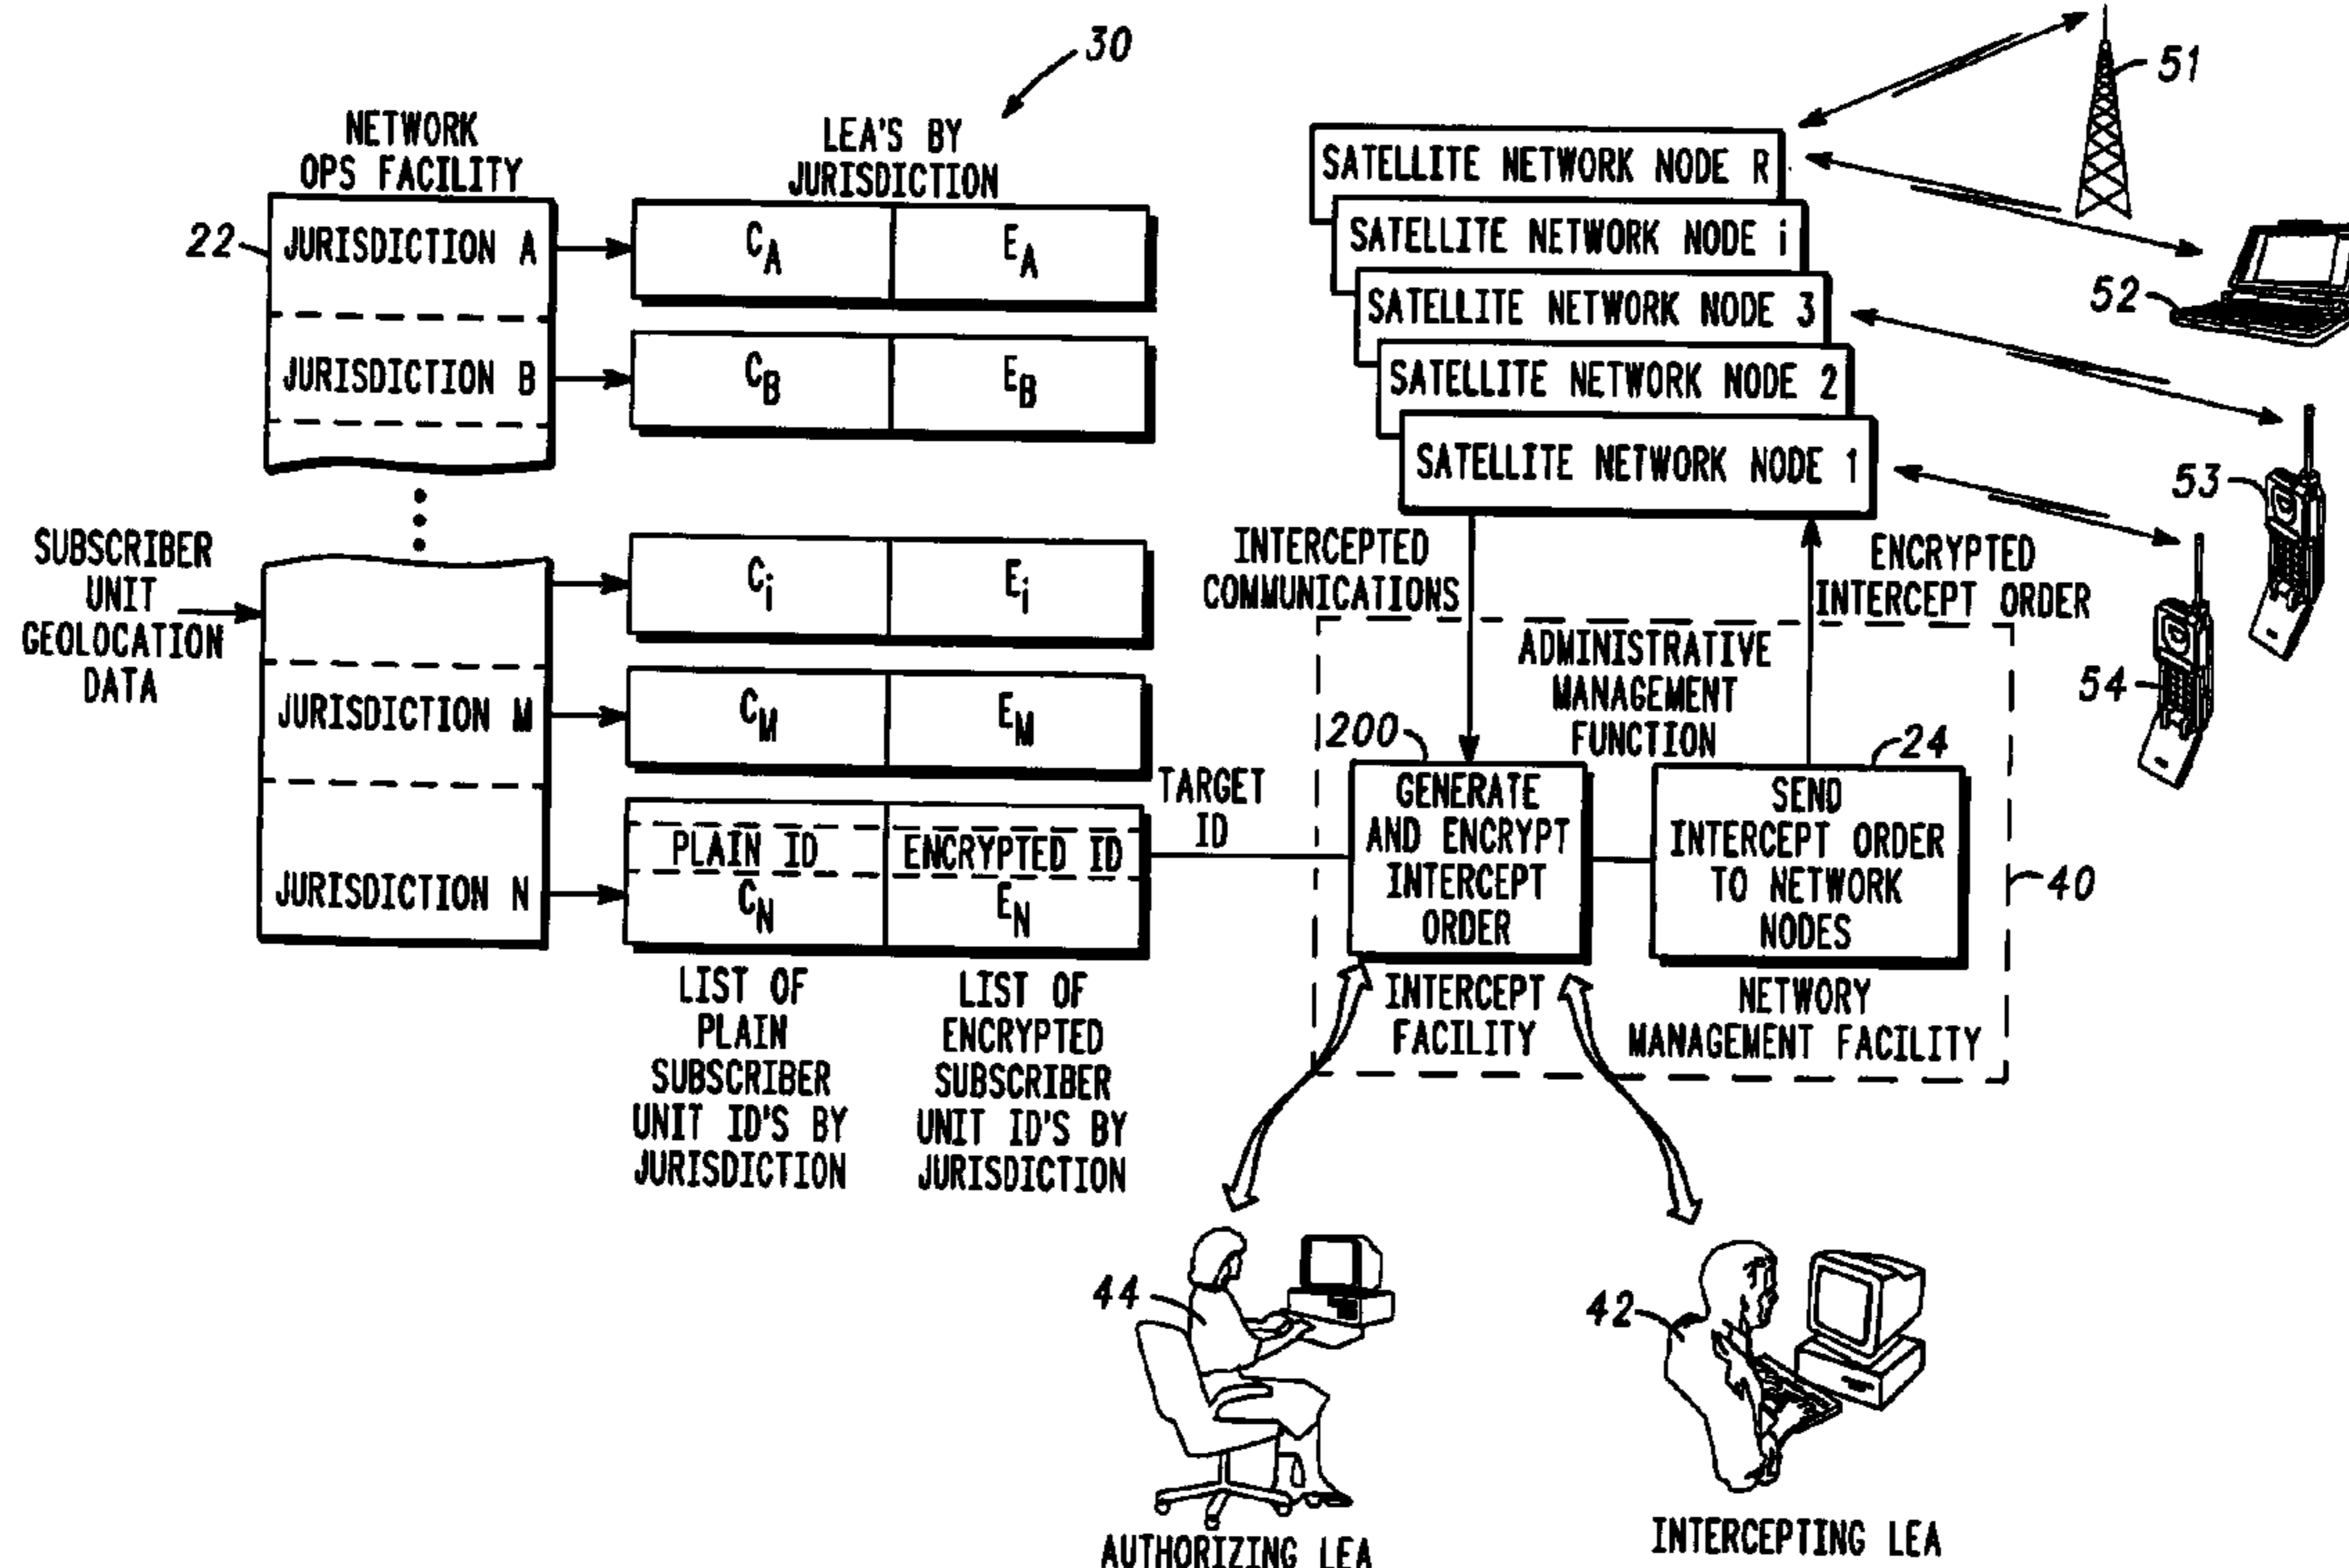 30
51
NETWORK
OPS FACILITY
LEA'S BY
JURISDICTION
22
JURISDICTION A
CA
EA
JURISDICTION B
CB
EB
SATELLITE NETWORK NODE R
SATELLITE NETWORK NODE i
SATELLITE NETWORK NODE 3
SATELLITE NETWORK NODE 2
SATELLITE NETWORK NODE 1
52
53
54
SUBSCRIBER
UNIT
GEOLOCATION
DATA
Ci
Ei
JURISDICTION M
CM
EM
JURISDICTION N
PLAIN ID
ENCRYPTED ID
CN
EN
TARGET
ID
LIST OF
PLAIN
SUBSCRIBER
UNIT ID'S BY
JURISDICTION
LIST OF
ENCRYPTED
SUBSCRIBER
UNIT ID'S BY
JURISDICTION
INTERCEPTED
COMMUNICATIONS
ENCRYPTED
INTERCEPT ORDER
ADMINISTRATIVE
MANAGEMENT
FUNCTION
200
GENERATE
AND ENCRYPT
INTERCEPT
ORDER
24
SEND
INTERCEPT ORDER
TO NETWORK
NODES
40
INTERCEPT
FACILITY
NETWORY
MANAGEMENT FACILITY
44
42
AUTHORIZING LEA
INTERCEPTING LEA